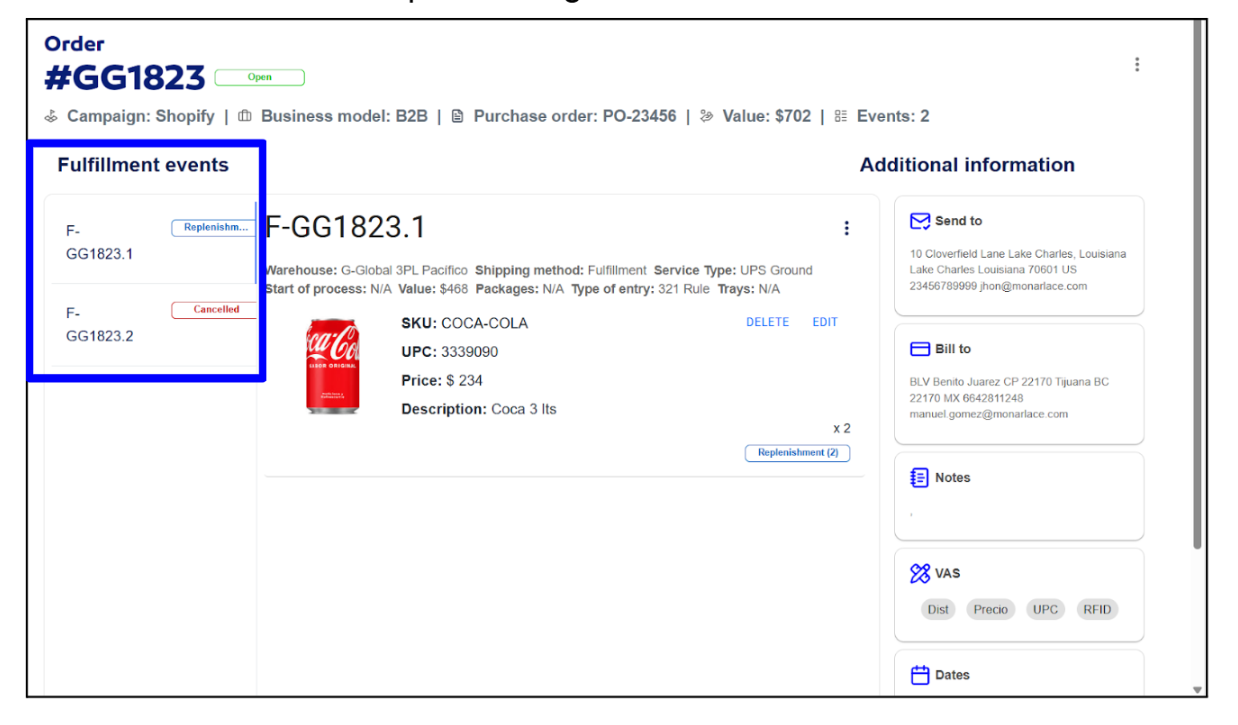 Order
#GG1823 Open
Campaign: Shopify | Business model: B2B | Purchase order: PO-23456 | Value: $702 | Events: 2
Fulfillment events
Additional information
F-
GG1823.1
Replenishm...
F-
GG1823.2
Cancelled
F-GG1823.1
Warehouse: G-Global 3PL Pacífico Shipping method: Fulfillment Service Type: UPS Ground
Start of process: N/A Value: $468 Packages: N/A Type of entry: 321 Rule Trays: N/A
Coca-Col
SABOR ORIGINAL
SKU: COCA-COLA
DELETE EDIT
UPC: 3339090
Price: $ 234
Description: Coca 3 lts
x 2
Replenishment (2)
Send to
10 Cloverfield Lane Lake Charles, Louisiana
Lake Charles Louisiana 70601 US
23456789999 jhon@monarlace.com
Bill to
BLV Benito Juarez CP 22170 Tijuana BC
22170 MX 6642811248
manuel.gomez@monarlace.com
Notes
,
VAS
Dist Precio UPC RFID
Dates